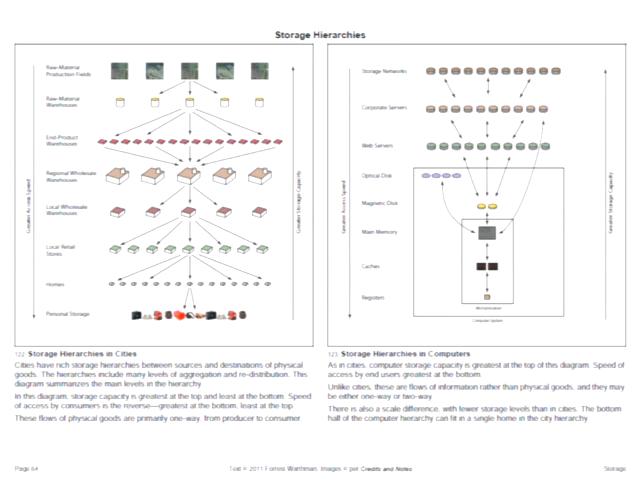 Storage Hierarchies
Raw-Material
Production Fields
Raw-Material
Warehouses
End-Product
Warehouses
Regional Wholesale
Warehouses
Local Wholesale
Warehouses
Local Retail
Stores
Homes
Personal Storage
Greater Access Speed
Greater Storage Capacity
Storage Networks
Corporate Servers
Web Servers
Optical Disk
Magnetic Disk
Main Memory
Caches
Registers
Microprocessor
Computer System
Greater Access Speed
Greater Storage Capacity
122 Storage Hierarchies in Cities
Cities have rich storage hierarchies between sources and destinations of physical
goods. The hierarchies include many levels of aggregation and re-distribution. This
diagram summarizes the main levels in the hierarchy.
In this diagram, storage capacity is greatest at the top and least at the bottom. Speed
of access by consumers is the reverse—greatest at the bottom, least at the top.
These flows of physical goods are primarily one-way, from producer to consumer.
123 Storage Hierarchies in Computers
As in cities, computer storage capacity is greatest at the top of this diagram. Speed of
access by end users greatest at the bottom.
Unlike cities, these are flows of information rather than physical goods, and they may
be either one-way or two-way.
There is also a scale difference, with fewer storage levels than in cities. The bottom
half of the computer hierarchy can fit in a single home in the city hierarchy.
Page 64
Text © 2011 Forrest Warthman. Images © per Credits and Notes
Storage